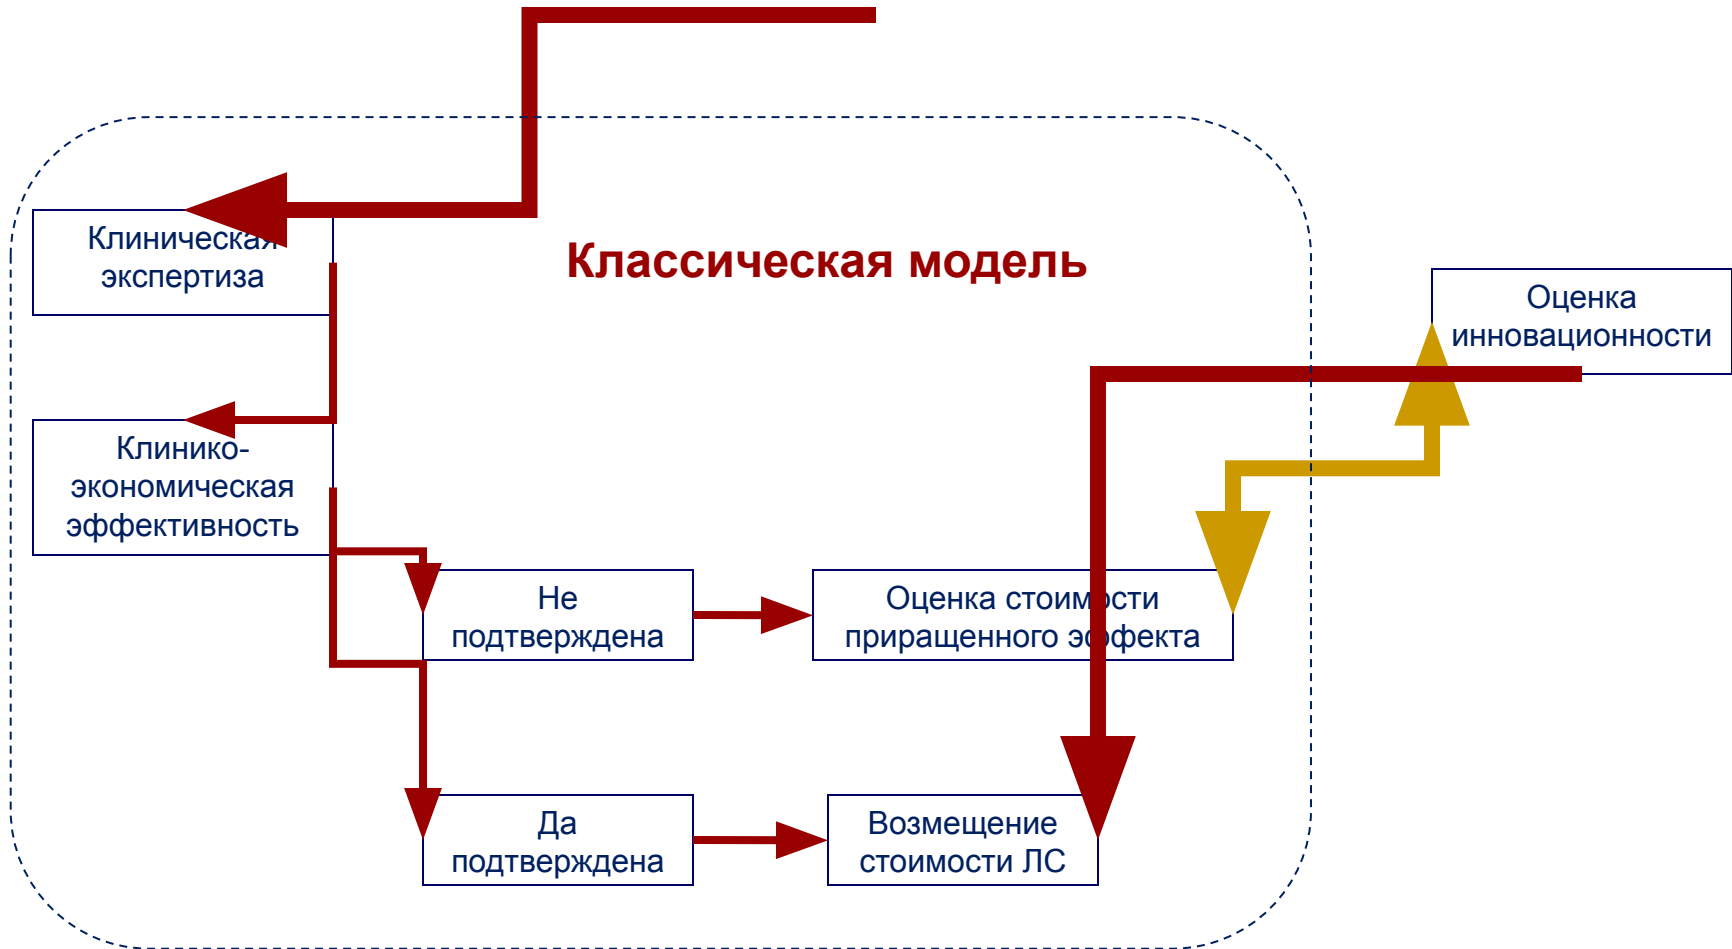 Классическая модель
Клиническая
экспертиза
Оценка
инновационности
Клинико-
экономическая
эффективность
Не
подтверждена
Оценка стоимости
приращенного эффекта
Да
подтверждена
Возмещение
стоимости ЛС